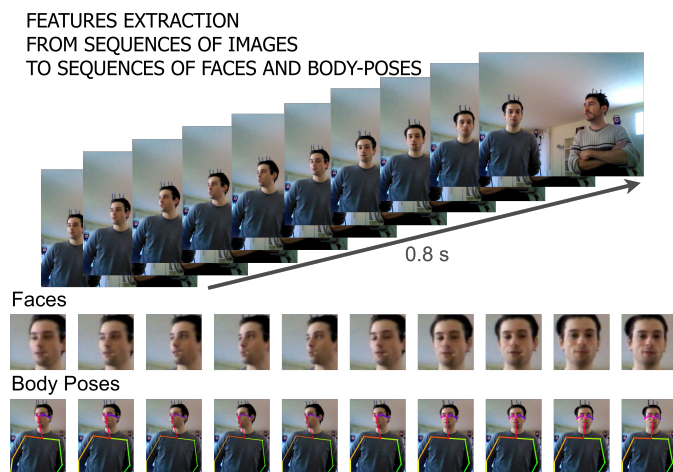 FEATURES EXTRACTION
FROM SEQUENCES OF IMAGES
TO SEQUENCES OF FACES AND BODY-POSES
0.8 s
Faces
Body Poses